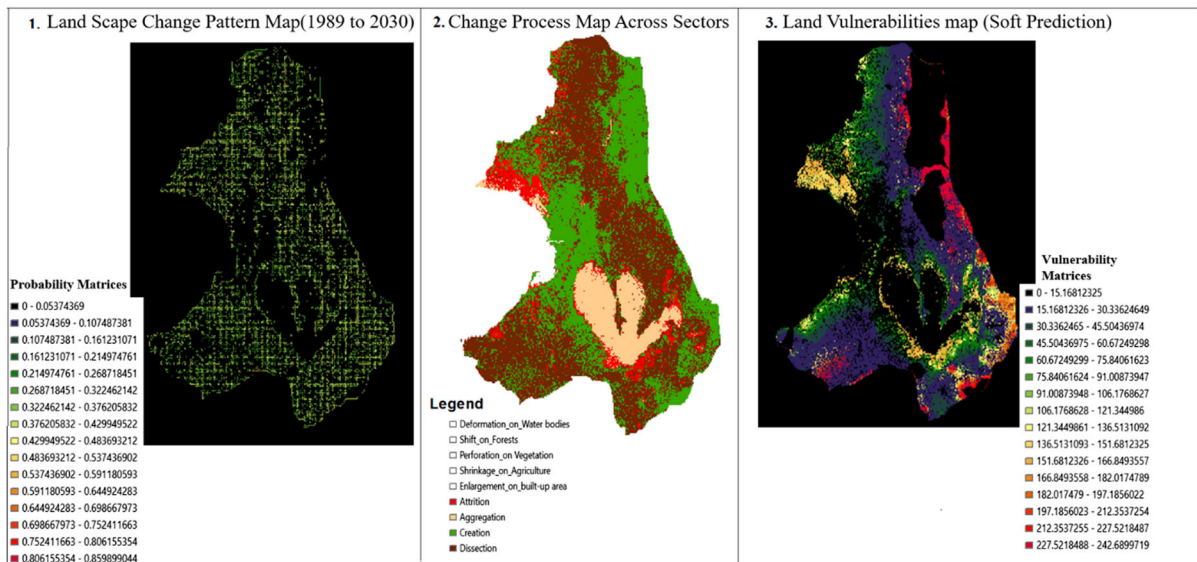 1. Land Scape Change Pattern Map(1989 to 2030)
2. Change Process Map Across Sectors
3. Land Vulnerabilities map (Soft Prediction)
Probability Matrices
0 - 0.05374369
0.05374369 - 0.107487381
0.107487381 - 0.161231071
0.161231071 - 0.214974761
0.214974761 - 0.268718451
0.268718451 - 0.322462142
0.322462142 - 0.376205832
0.376205832 - 0.429949522
0.429949522 - 0.483693212
0.483693212 - 0.537436902
0.537436902 - 0.591180593
0.591180593 - 0.644924283
0.644924283 - 0.698667973
0.698667973 - 0.752411663
0.752411663 - 0.806155354
0.806155354 - 0.859899044
Legend
Deformation_on_Water bodies
Shift_on_Forests
Perforation_on_Vegetation
Shrinkage_on_Agriculture
Enlargement_on_built-up area
Attrition
Aggregation
Creation
Dissection
Vulnerability
Matrices
0 - 15.16812325
15.16812326 - 30.33624649
30.3362465 - 45.50436974
45.50436975 - 60.67249298
60.67249299 - 75.84061623
75.84061624 - 91.00873947
91.00873948 - 106.1768627
106.1768628 - 121.344986
121.3449861 - 136.5131092
136.5131093 - 151.6812325
151.6812326 - 166.8493557
166.8493558 - 182.0174789
182.017479 - 197.1856022
197.1856023 - 212.3537254
212.3537255 - 227.5218487
227.5218488 - 242.6899719